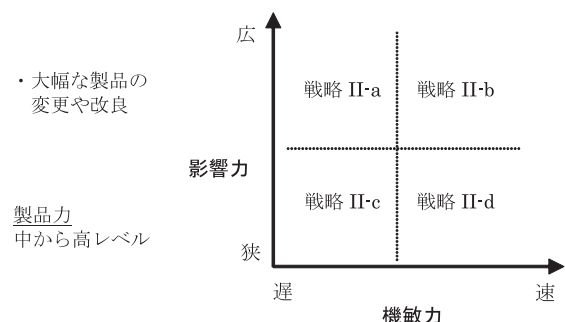 ・大幅な製品の
変更や改良
製品力
中から高レベル
広
影響力
狭
戦略 II-a
戦略 II-b
戦略 II-c
戦略 II-d
遅
速
機敏力